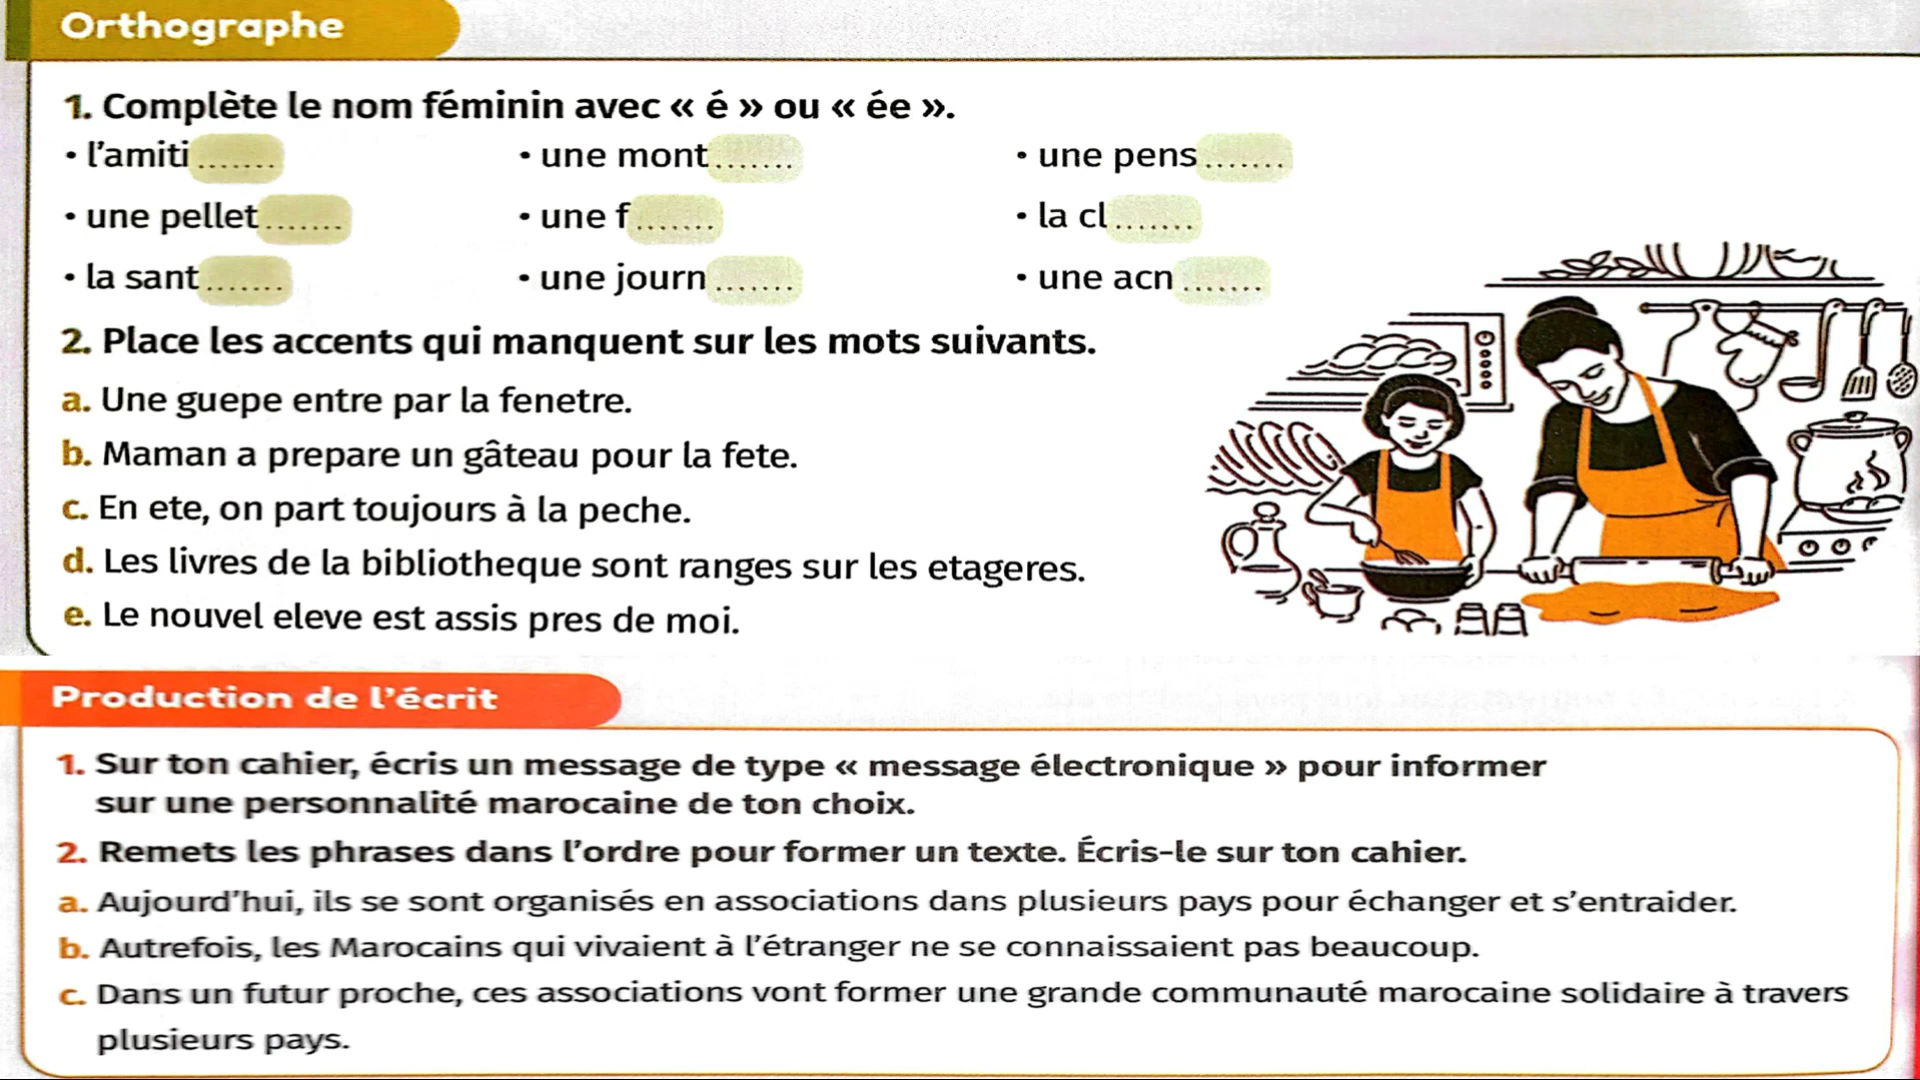 Orthographe
1. Complète le nom féminin avec « é » ou « ée ».
• l'amiti ....... • une mont ....... • une pens .......
• une pellet ....... • une f ....... • la cl .......
• la sant ....... • une journ ....... • une acn .......
2. Place les accents qui manquent sur les mots suivants.
a. Une guepe entre par la fenetre.
b. Maman a prepare un gâteau pour la fete.
c. En ete, on part toujours à la peche.
d. Les livres de la bibliotheque sont ranges sur les etageres.
e. Le nouvel eleve est assis pres de moi.
Production de l'écrit
1. Sur ton cahier, écris un message de type « message électronique » pour informer
sur une personnalité marocaine de ton choix.
2. Remets les phrases dans l'ordre pour former un texte. Écris-le sur ton cahier.
a. Aujourd'hui, ils se sont organisés en associations dans plusieurs pays pour échanger et s'entraider.
b. Autrefois, les Marocains qui vivaient à l'étranger ne se connaissaient pas beaucoup.
c. Dans un futur proche, ces associations vont former une grande communauté marocaine solidaire à travers
plusieurs pays.